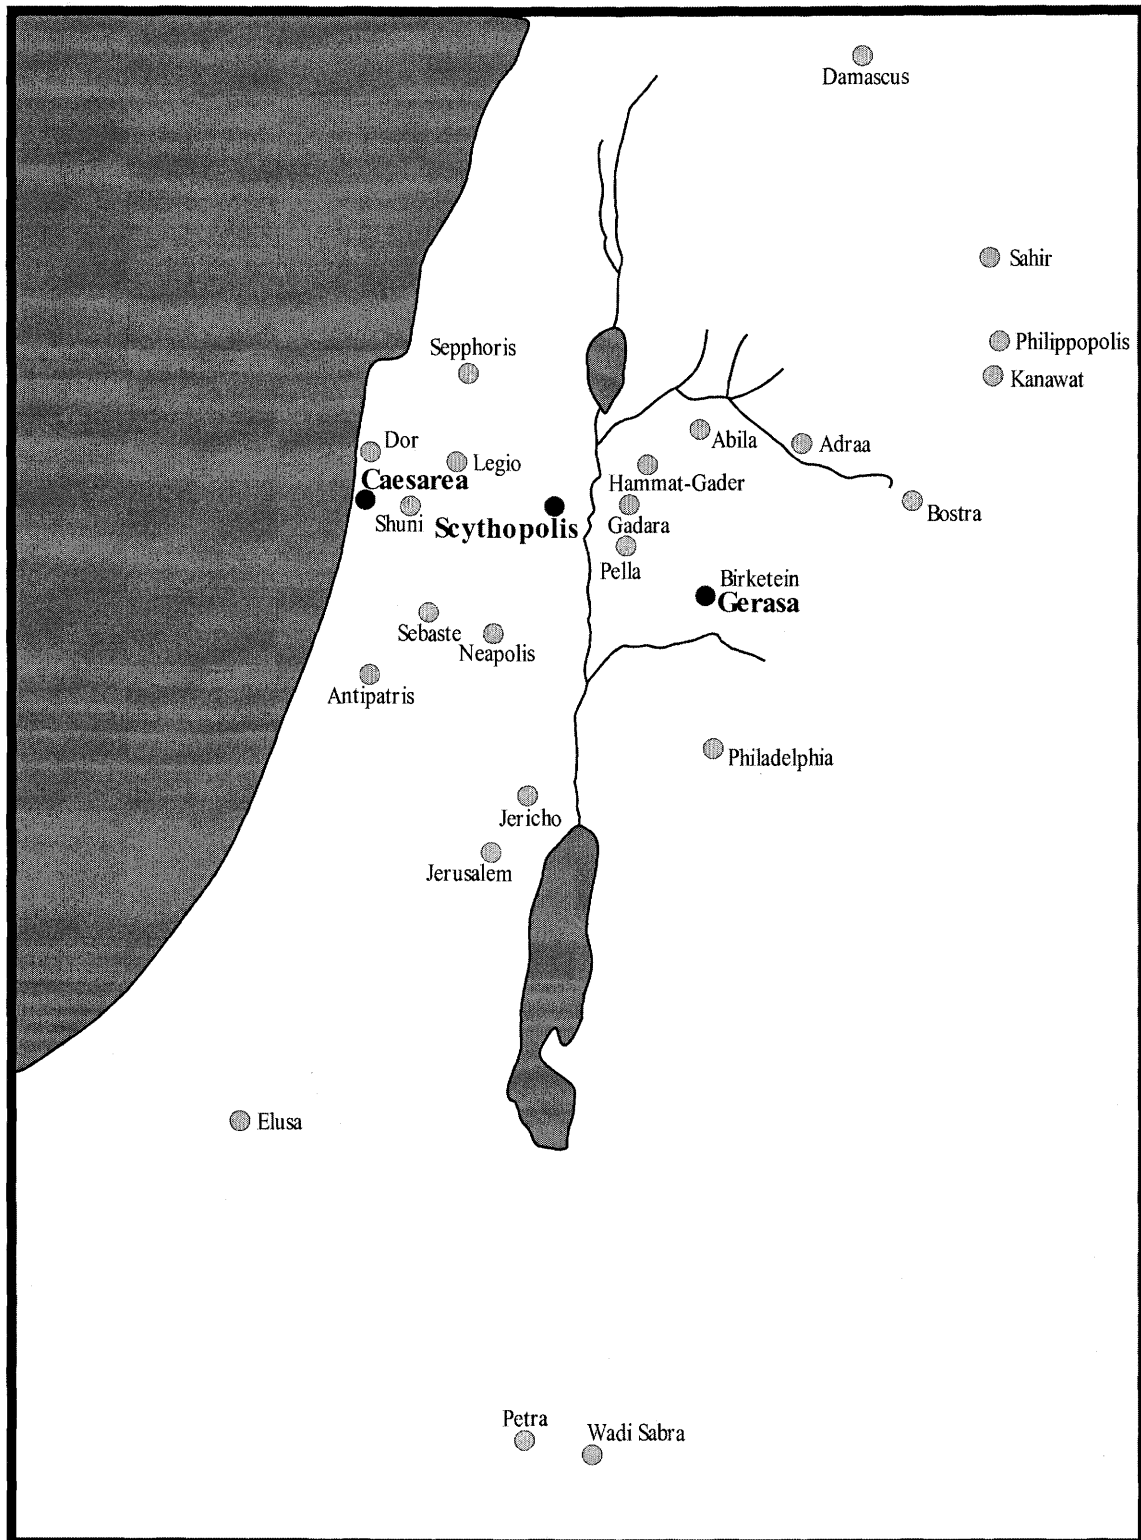 Damascus
Sahir
Philippopolis
Kanawat
Sepphoris
Dor
Legio
Abila
Adraa
Caesarea
Hammat-Gader
Shuni
Scythopolis
Gadara
Bostra
Pella
Birketein
Gerasa
Sebaste
Neapolis
Antipatris
Philadelphia
Jericho
Jerusalem
Elusa
Petra
Wadi Sabra